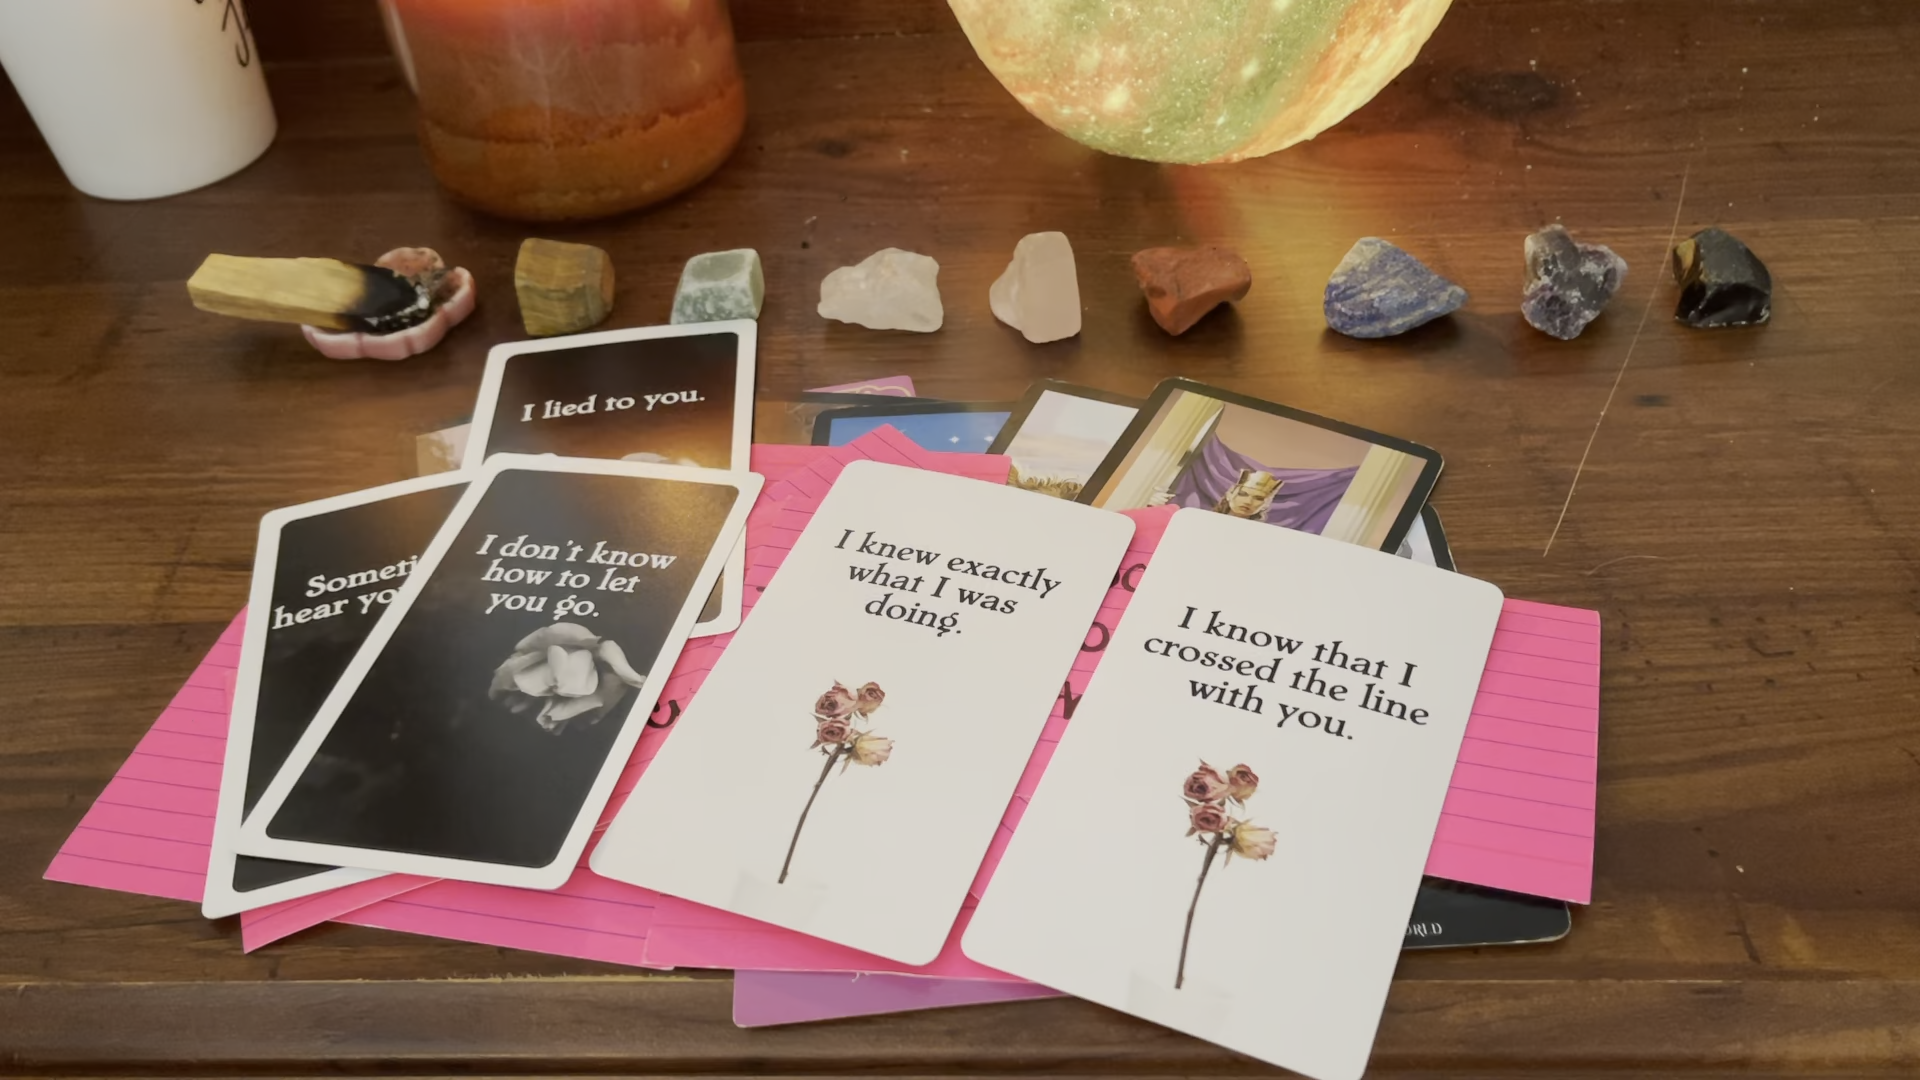 I lied to you.
hear
I don't know
how to let
you go.
I knew exactly
what I was
doing.
I know that I
crossed the line
with you.